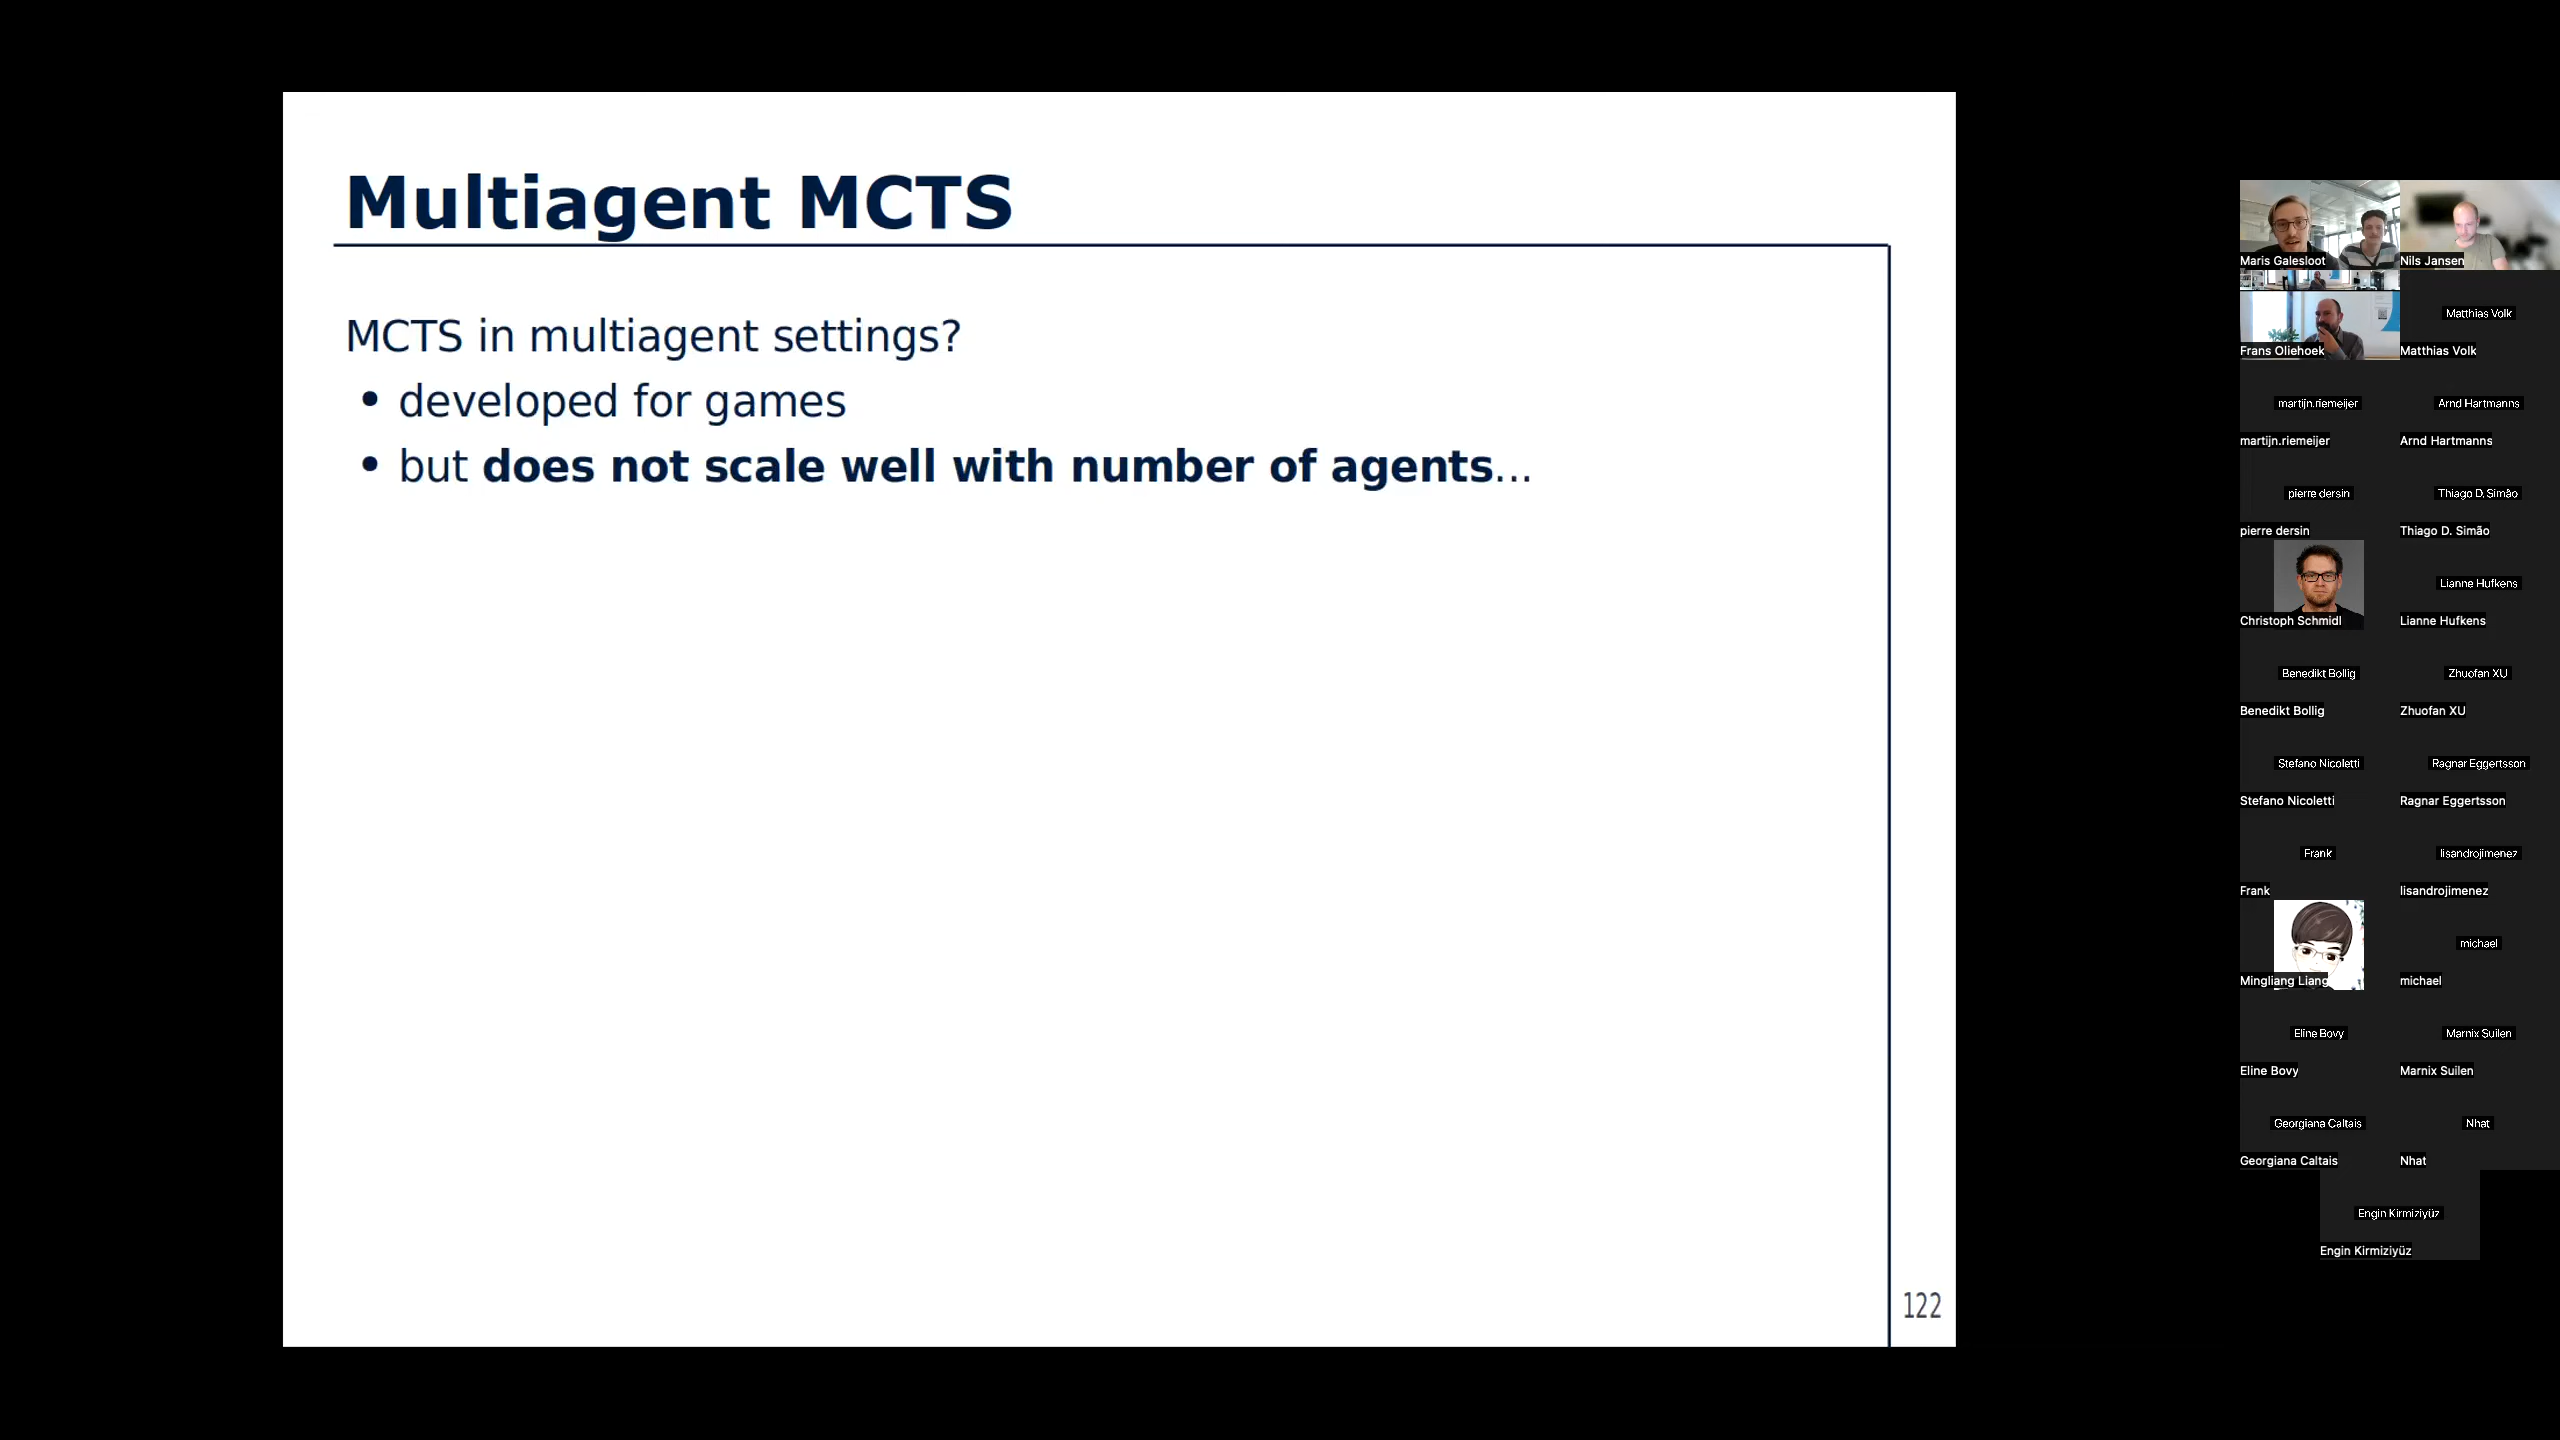 Multiagent MCTS
MCTS in multiagent settings?
• developed for games
• but does not scale well with number of agents...
122
Maris Galesloot
Nils Jansen
Frans Oliehoek
Matthias Volk
Matthias Volk
martijn.riemeijer
martijn.riemeijer
Arnd Hartmanns
Arnd Hartmanns
pierre dersin
pierre dersin
Thiago D. Simão
Thiago D. Simão
Christoph Schmidl
Lianne Hufkens
Lianne Hufkens
Benedikt Bollig
Benedikt Bollig
Zhuofan XU
Zhuofan XU
Stefano Nicoletti
Stefano Nicoletti
Ragnar Eggertsson
Ragnar Eggertsson
Frank
Frank
lisandrojimenez
lisandrojimenez
Mingliang Liang
michael
michael
Eline Bovy
Eline Bovy
Marnix Suilen
Marnix Suilen
Georgiana Caltais
Georgiana Caltais
Nhat
Nhat
Engin Kirmiziyüz
Engin Kirmiziyüz